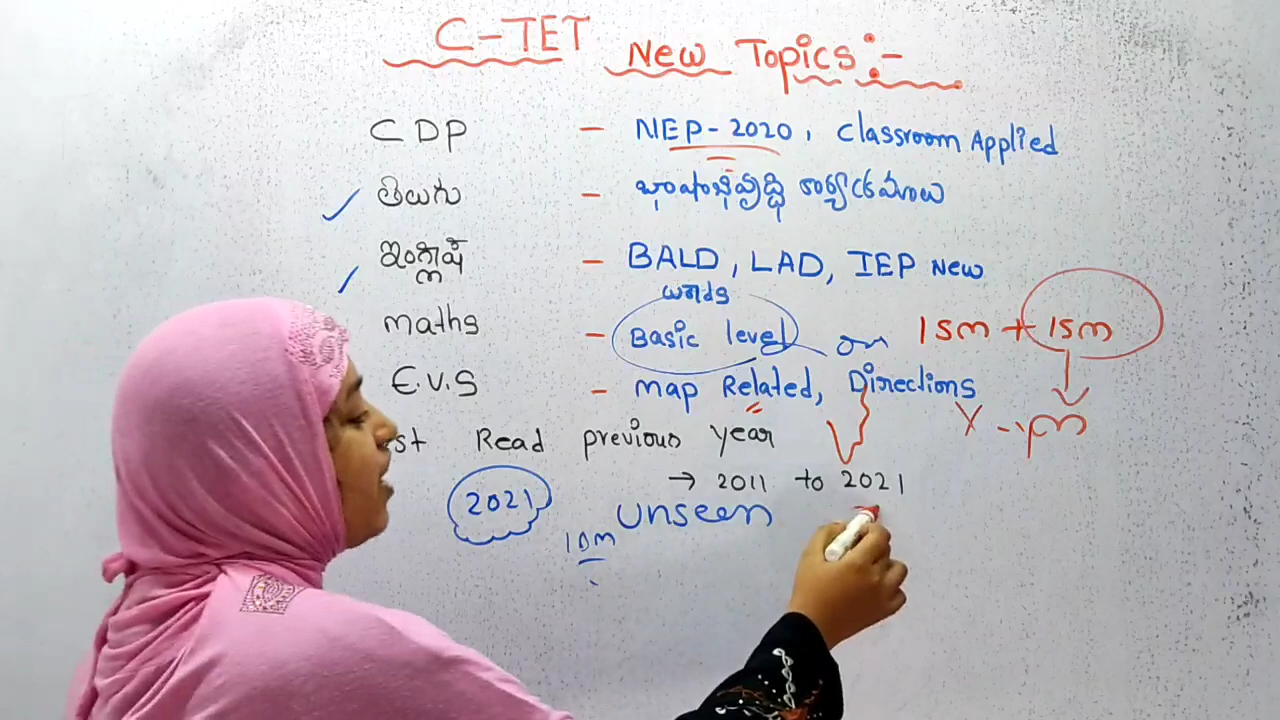 C-TET New Topics:-
CDP - NEP-2020, Classroom Applied
తెలుగు - భాషాభివృద్ధి కార్యక్రమాలు
ఇంగ్లీష్ - BALD, LAD, IEP New
words
maths - Basic level on 15m + 15m
E.V.S - map Related, Directions
st Read previous year
→ 2011 to 2021
2021 unseen
10m